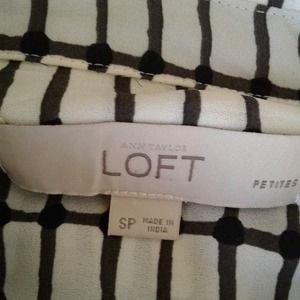 ANN TAYLOR
LOFT
PETITES
SP
MADE IN
INDIA